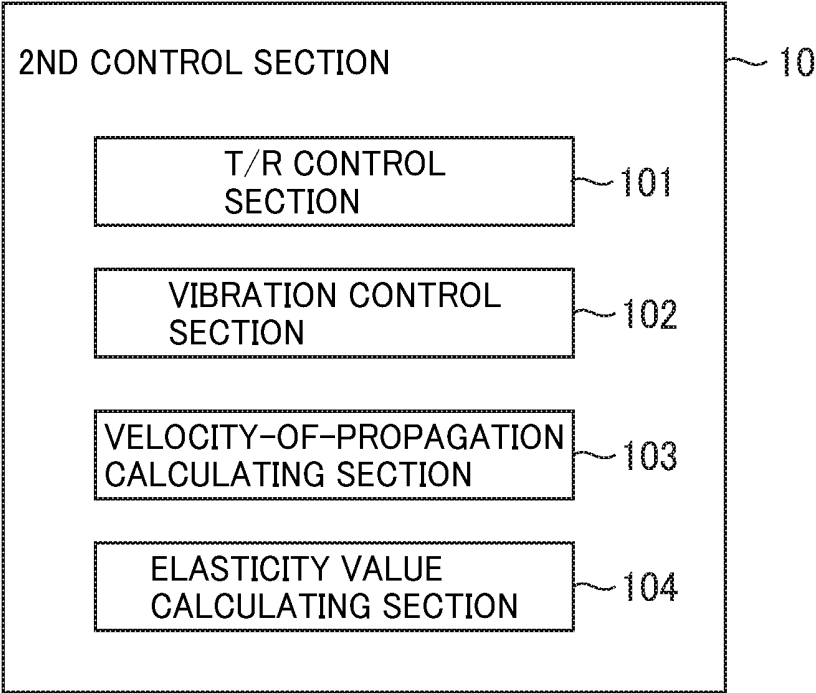 2ND CONTROL SECTION
10
T/R CONTROL
SECTION
101
VIBRATION CONTROL
SECTION
102
VELOCITY-OF-PROPAGATION
CALCULATING SECTION
103
ELASTICITY VALUE
CALCULATING SECTION
104